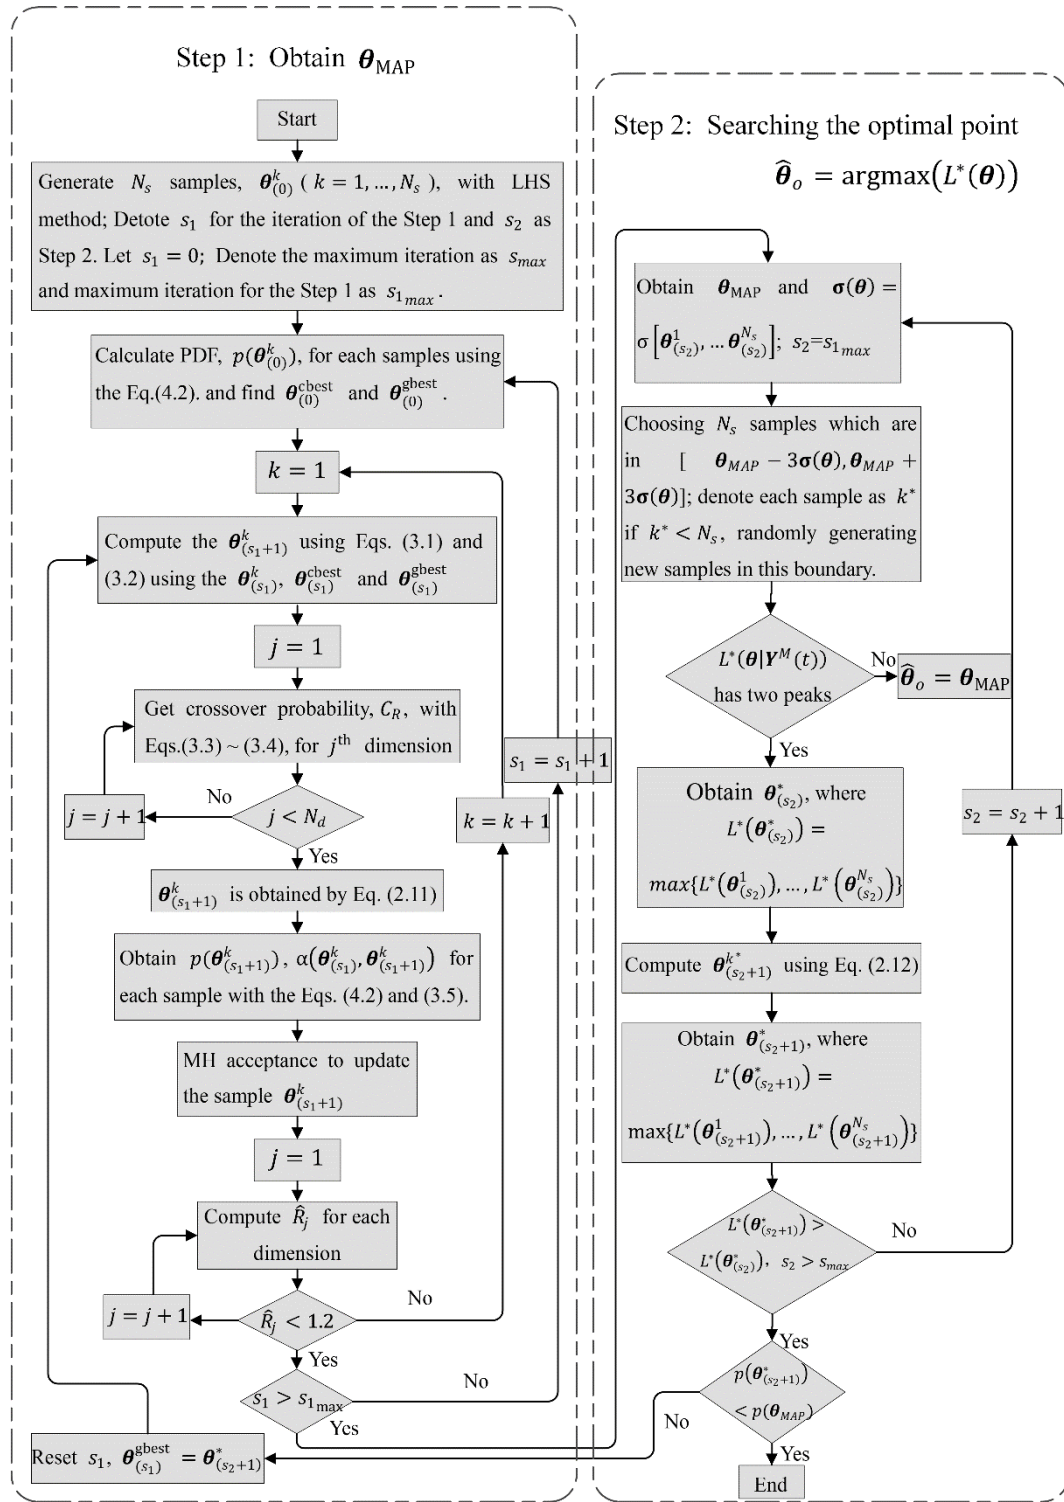 Step 1: Obtain 𝜽_MAP
Start
Generate N_s samples, 𝜽^k_(0) ( k = 1, …, N_s ), with LHS
method; Detote s_1 for the iteration of the Step 1 and s_2 as
Step 2. Let s_1 = 0; Denote the maximum iteration as s_max
and maximum iteration for the Step 1 as s_1max.
Calculate PDF, p(𝜽^k_(0)), for each samples using
the Eq.(4.2). and find 𝜽^cbest_(0) and 𝜽^gbest_(0).
k = 1
Compute the 𝜽^k_(s_1+1) using Eqs. (3.1) and
(3.2) using the 𝜽^k_(s_1), 𝜽^cbest_(s_1) and 𝜽^gbest_(s_1)
j = 1
Get crossover probability, C_R, with
Eqs.(3.3) ~ (3.4), for j^th dimension
j = j + 1
No
j < N_d
Yes
𝜽^k_(s_1+1) is obtained by Eq. (2.11)
Obtain p(𝜽^k_(s_1+1)), α(𝜽^k_(s_1), 𝜽^k_(s_1+1)) for
each sample with the Eqs. (4.2) and (3.5).
MH acceptance to update
the sample 𝜽^k_(s_1+1)
j = 1
Compute R̂_j for each
dimension
j = j + 1
R̂_j < 1.2
No
Yes
k = k + 1
s_1 = s_1 + 1
s_1 > s_1max
No
Yes
Reset s_1, 𝜽^gbest_(s_1) = 𝜽^*_(s_2+1)
Step 2: Searching the optimal point
𝜽̂_o = argmax(L^*(𝜽))
Obtain 𝜽_MAP and 𝛔(𝜽) =
σ[𝜽^1_(s_2), … 𝜽^N_s_(s_2)]; s_2=s_1max
Choosing N_s samples which are
in [ 𝜽_MAP − 3𝛔(𝜽), 𝜽_MAP +
3𝛔(𝜽)]; denote each sample as k^*
if k^* < N_s, randomly generating
new samples in this boundary.
L^*(𝜽|Y^M(t))
has two peaks
No
𝜽̂_o = 𝜽_MAP
Yes
Obtain 𝜽^*_(s_2), where
L^*(𝜽^*_(s_2)) =
max{L^*(𝜽^1_(s_2)), …, L^*(𝜽^N_s_(s_2))}
s_2 = s_2 + 1
Compute 𝜽^k^*_(s_2+1) using Eq. (2.12)
Obtain 𝜽^*_(s_2+1), where
L^*(𝜽^*_(s_2+1)) =
max{L^*(𝜽^1_(s_2+1)), …, L^*(𝜽^N_s_(s_2+1))}
L^*(𝜽^*_(s_2+1)) >
L^*(𝜽^*_(s_2)), s_2 > s_max
No
Yes
p(𝜽^*_(s_2+1))
< p(𝜽_MAP)
No
Yes
End